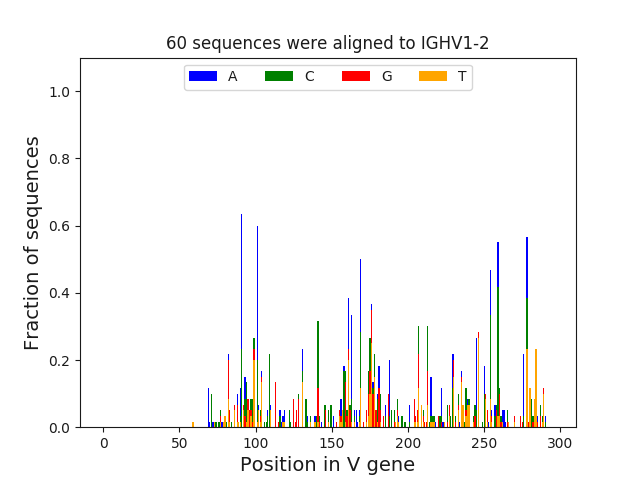 60 sequences were aligned to IGHV1-2
A C G T
1.0
0.8
0.6
0.4
0.2
0.0
Fraction of sequences
0 50 100 150 200 250 300
Position in V gene